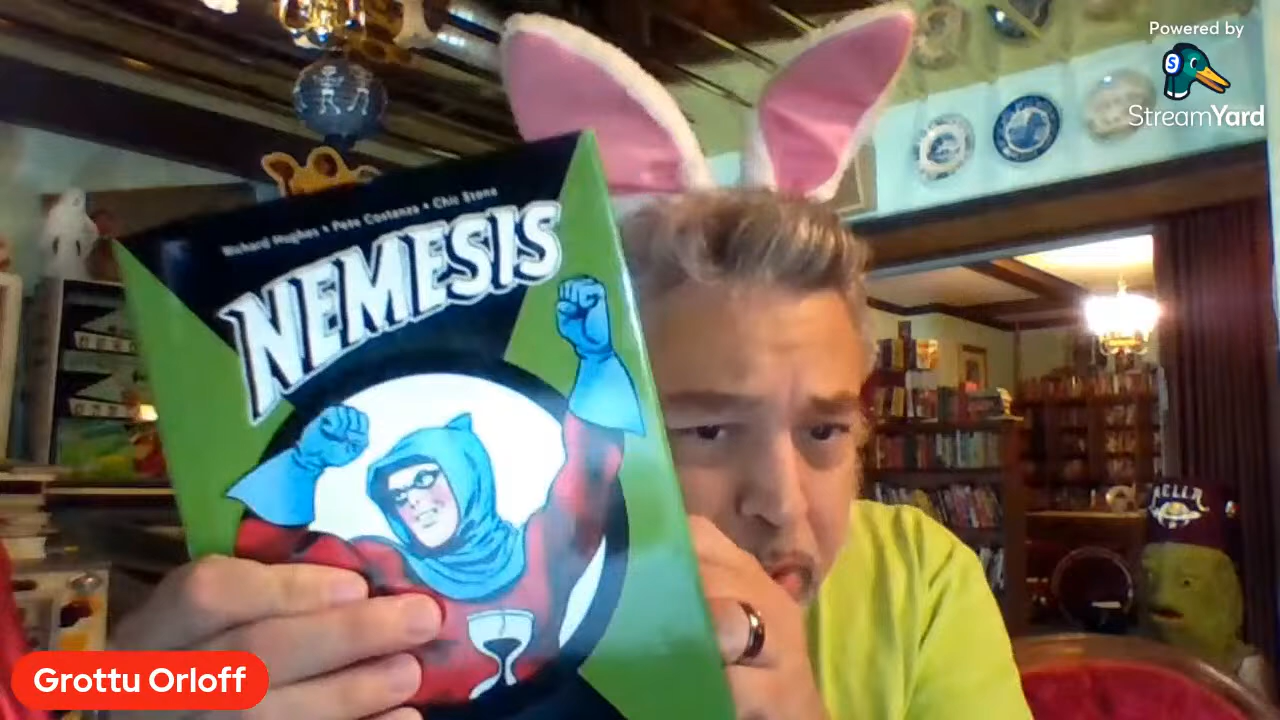 Powered by
StreamYard
Richard Hughes • Pete Costanza • Chic Stone
NEMESIS
Grottu Orloff